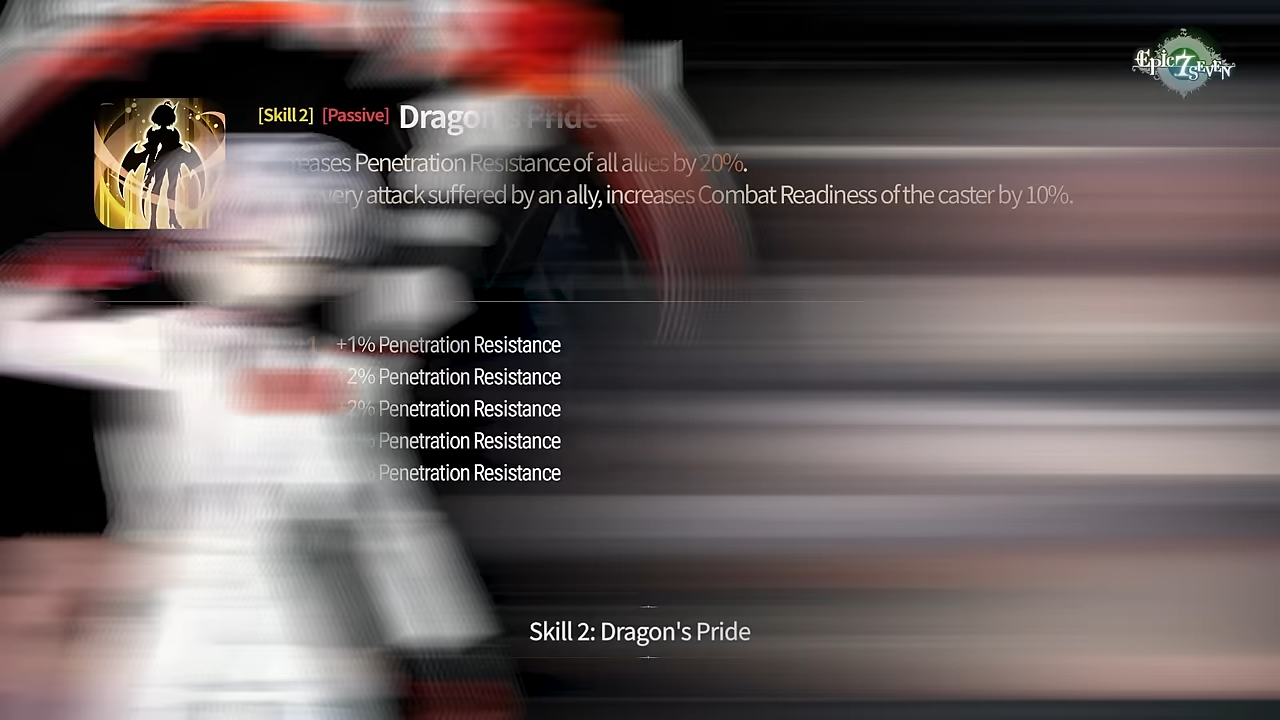 Epic Seven
[Skill 2] [Passive] Dragon's Pride
eases Penetration Resistance of all allies by 20%.
very attack suffered by an ally, increases Combat Readiness of the caster by 10%.
+1% Penetration Resistance
2% Penetration Resistance
2% Penetration Resistance
Penetration Resistance
Penetration Resistance
Skill 2: Dragon's Pride